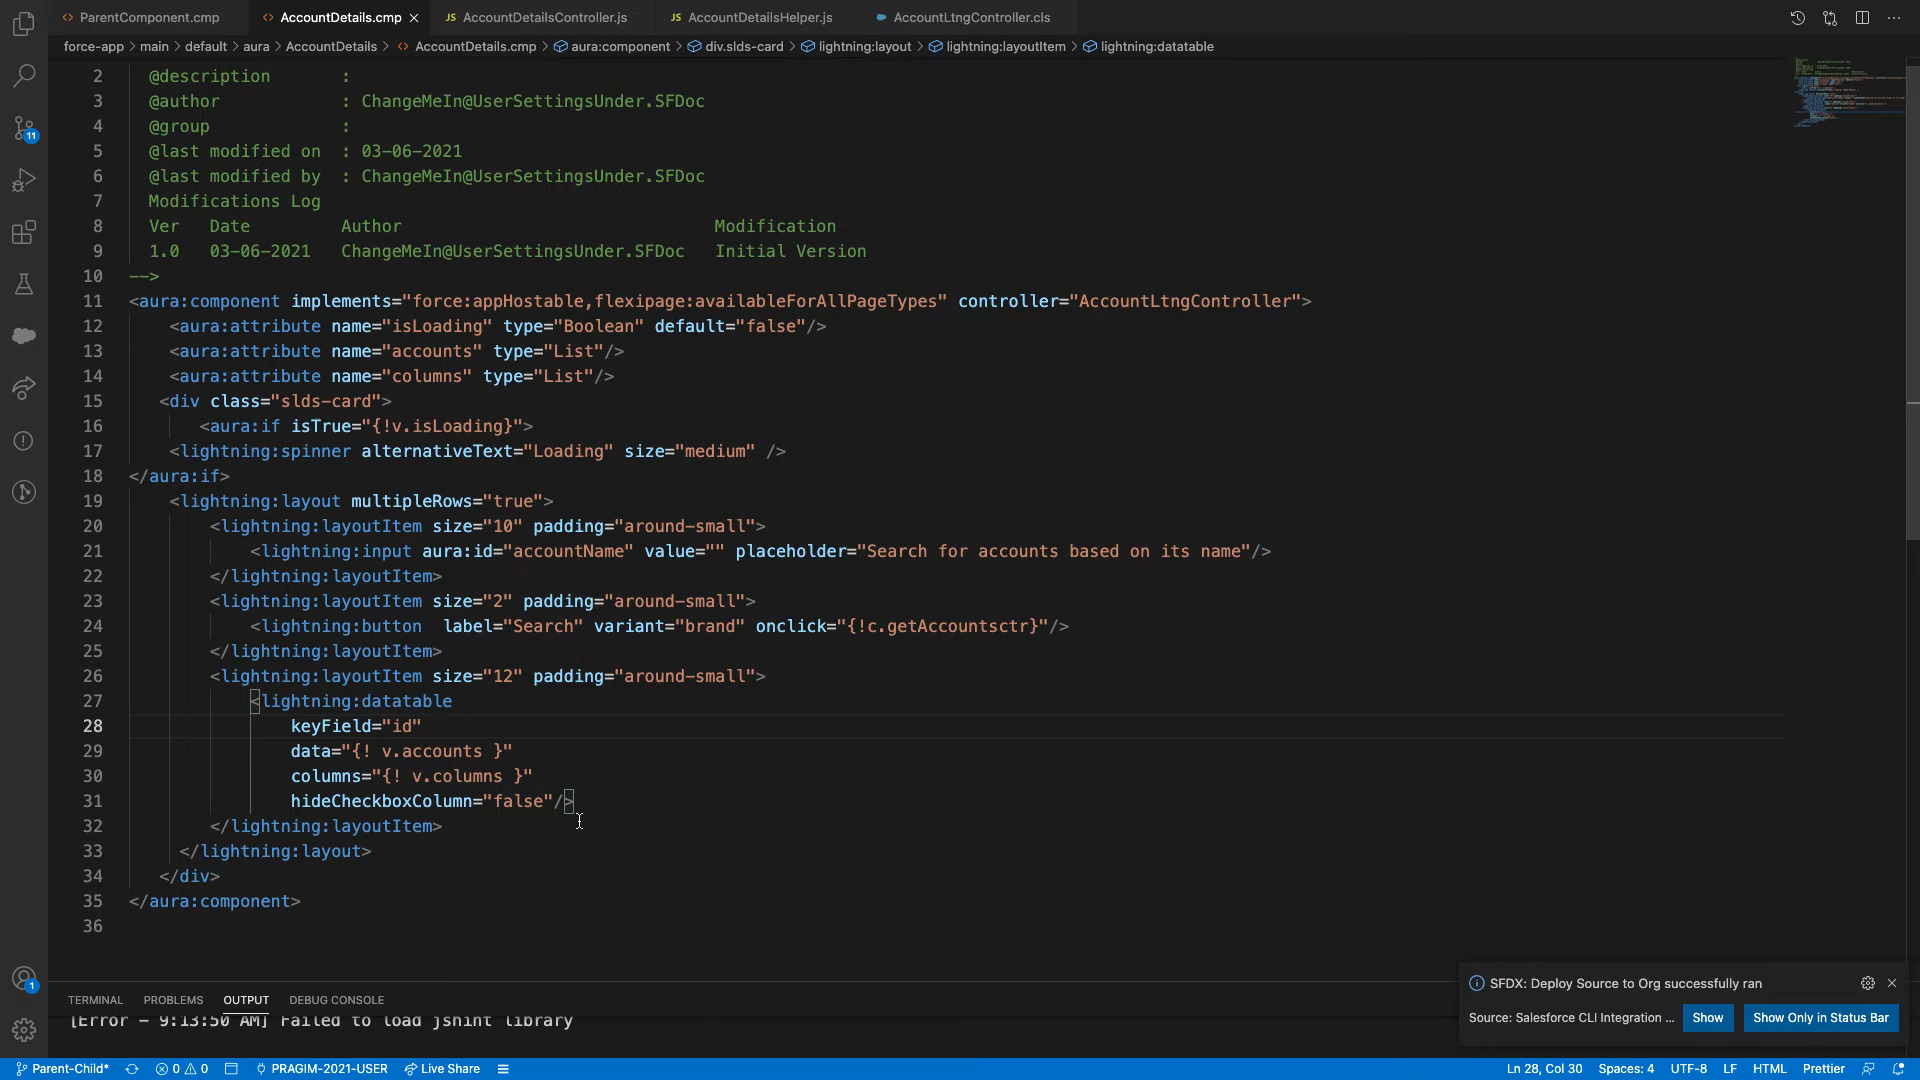 ParentComponent.cmp AccountDetails.cmp JS AccountDetailsController.js JS AccountDetailsHelper.js AccountLtngController.cls
force-app > main > default > aura > AccountDetails > AccountDetails.cmp > aura:component > div.slds-card > lightning:layout > lightning:layoutItem > lightning:datatable
2 @description :
3 @author : ChangeMeIn@UserSettingsUnder.SFDoc
4 @group :
5 @last modified on : 03-06-2021
6 @last modified by : ChangeMeIn@UserSettingsUnder.SFDoc
7 Modifications Log
8 Ver Date Author Modification
9 1.0 03-06-2021 ChangeMeIn@UserSettingsUnder.SFDoc Initial Version
10 -->
11 <aura:component implements="force:appHostable,flexipage:availableForAllPageTypes" controller="AccountLtngController">
12 <aura:attribute name="isLoading" type="Boolean" default="false"/>
13 <aura:attribute name="accounts" type="List"/>
14 <aura:attribute name="columns" type="List"/>
15 <div class="slds-card">
16 <aura:if isTrue="{!v.isLoading}">
17 <lightning:spinner alternativeText="Loading" size="medium" />
18 </aura:if>
19 <lightning:layout multipleRows="true">
20 <lightning:layoutItem size="10" padding="around-small">
21 <lightning:input aura:id="accountName" value="" placeholder="Search for accounts based on its name"/>
22 </lightning:layoutItem>
23 <lightning:layoutItem size="2" padding="around-small">
24 <lightning:button label="Search" variant="brand" onclick="{!c.getAccountsctr}"/>
25 </lightning:layoutItem>
26 <lightning:layoutItem size="12" padding="around-small">
27 <lightning:datatable
28 keyField="id"
29 data="{! v.accounts }"
30 columns="{! v.columns }"
31 hideCheckboxColumn="false"/>
32 </lightning:layoutItem>
33 </lightning:layout>
34 </div>
35 </aura:component>
36
11
1
TERMINAL PROBLEMS OUTPUT DEBUG CONSOLE
[Error - 9:13:50 AM] Failed to load jshint library
SFDX: Deploy Source to Org successfully ran
Source: Salesforce CLI Integration ... Show Show Only in Status Bar
Parent-Child* 0 0 PRAGIM-2021-USER Live Share Ln 28, Col 30 Spaces: 4 UTF-8 LF HTML Prettier